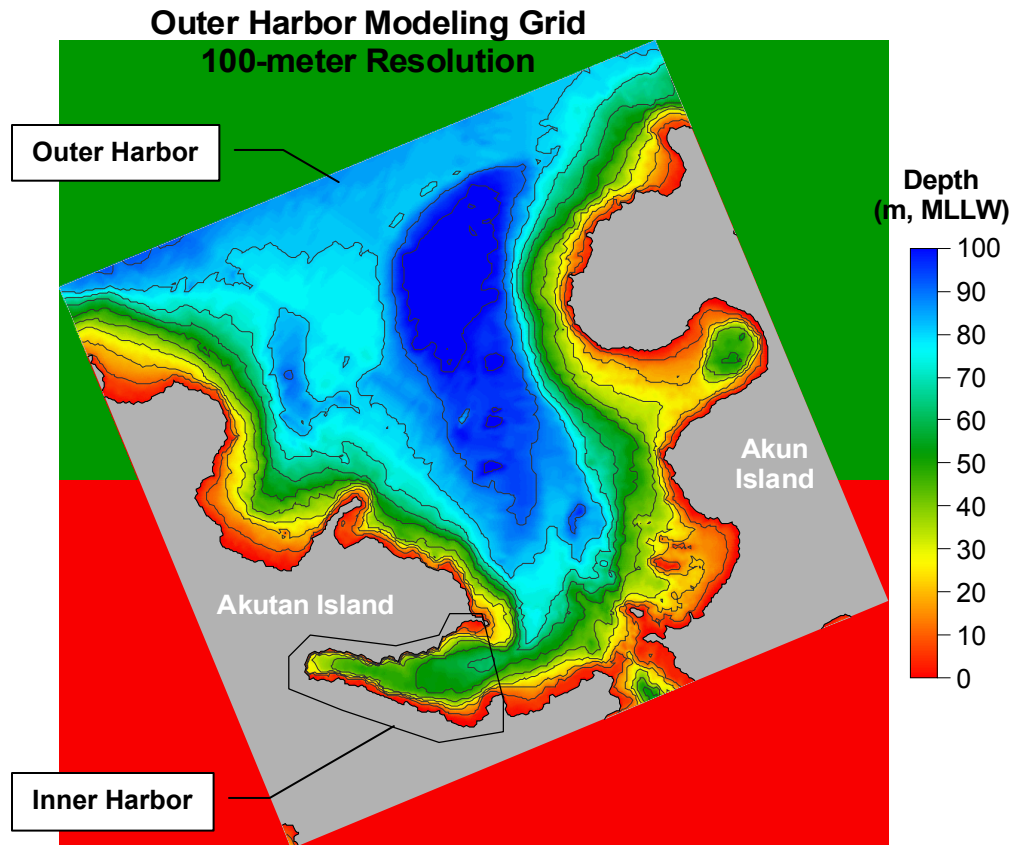 Outer Harbor Modeling Grid
100-meter Resolution
Outer Harbor
Depth
(m, MLLW)
100
90
80
70
60
50
40
30
20
10
0
Akun
Island
Akutan Island
Inner Harbor